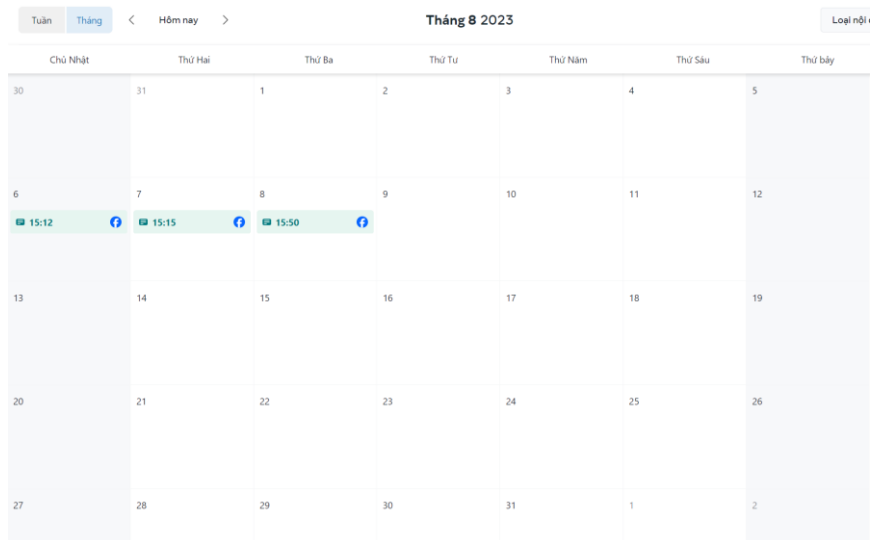 Tuần Tháng Hôm nay Tháng 8 2023 Loại nội
Chủ Nhật Thứ Hai Thứ Ba Thứ Tư Thứ Năm Thứ Sáu Thứ bảy
30 31 1 2 3 4 5
6 7 8 9 10 11 12
15:12 15:15 15:50
13 14 15 16 17 18 19
20 21 22 23 24 25 26
27 28 29 30 31 1 2